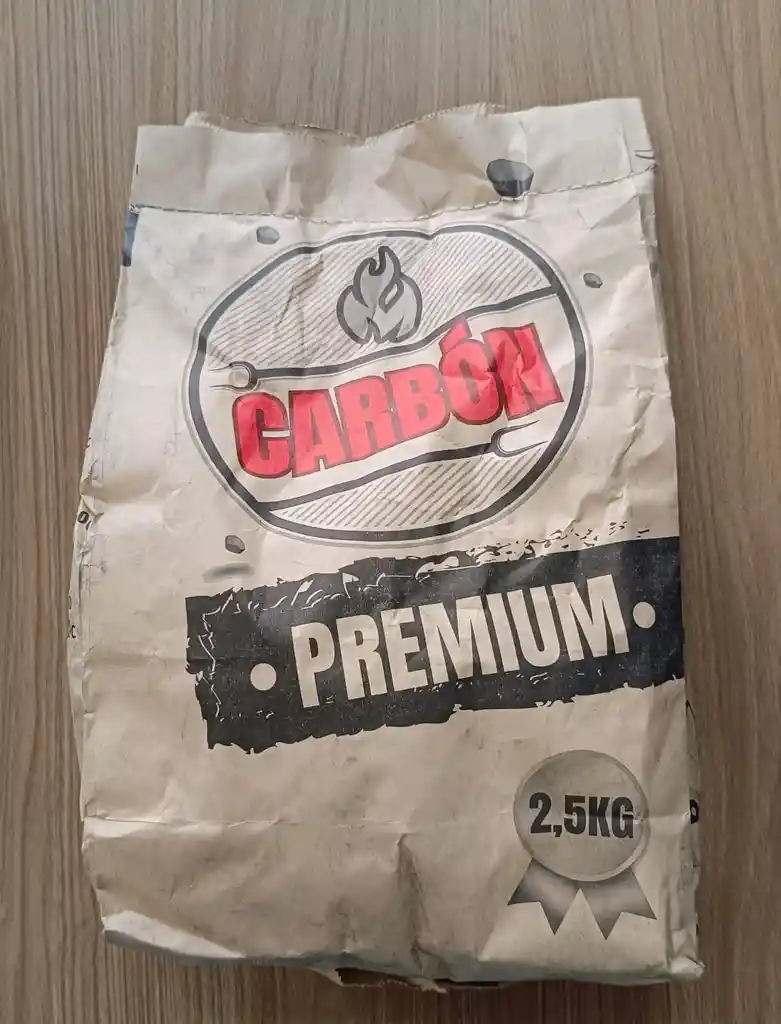 CARBÓN
• PREMIUM •
2,5KG